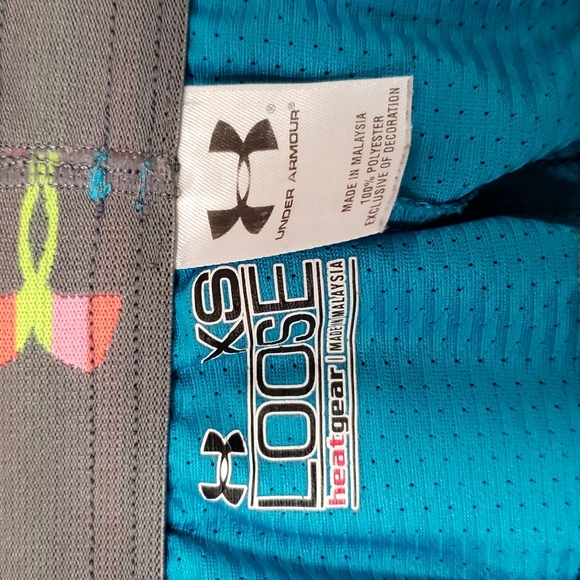 UNDER ARMOUR®
MADE IN MALAYSIA
100% POLYESTER
EXCLUSIVE OF DECORATION
XS
LOOSE
heatgear | MADE IN MALAYSIA